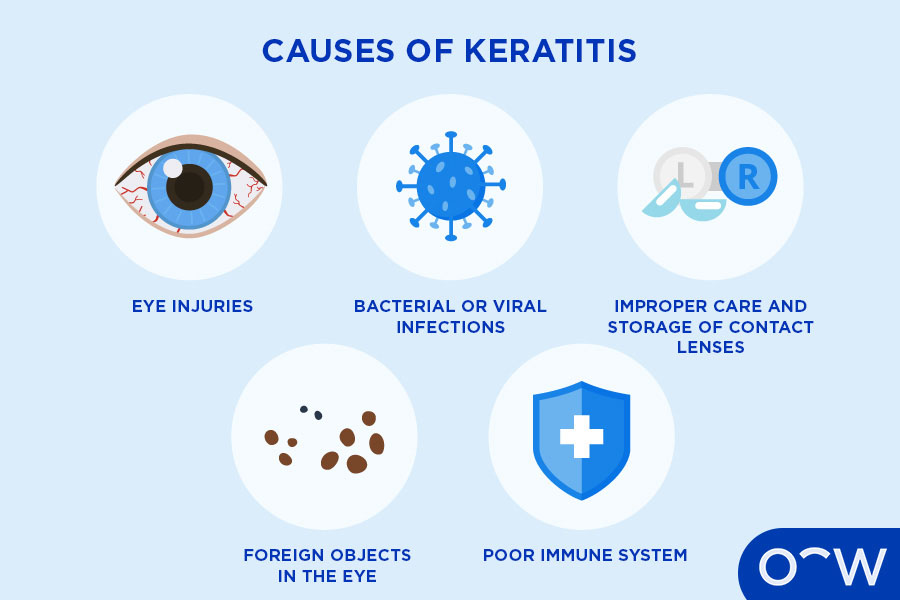 CAUSES OF KERATITIS
L
R
EYE INJURIES
BACTERIAL OR VIRAL
INFECTIONS
IMPROPER CARE AND
STORAGE OF CONTACT
LENSES
FOREIGN OBJECTS
IN THE EYE
POOR IMMUNE SYSTEM